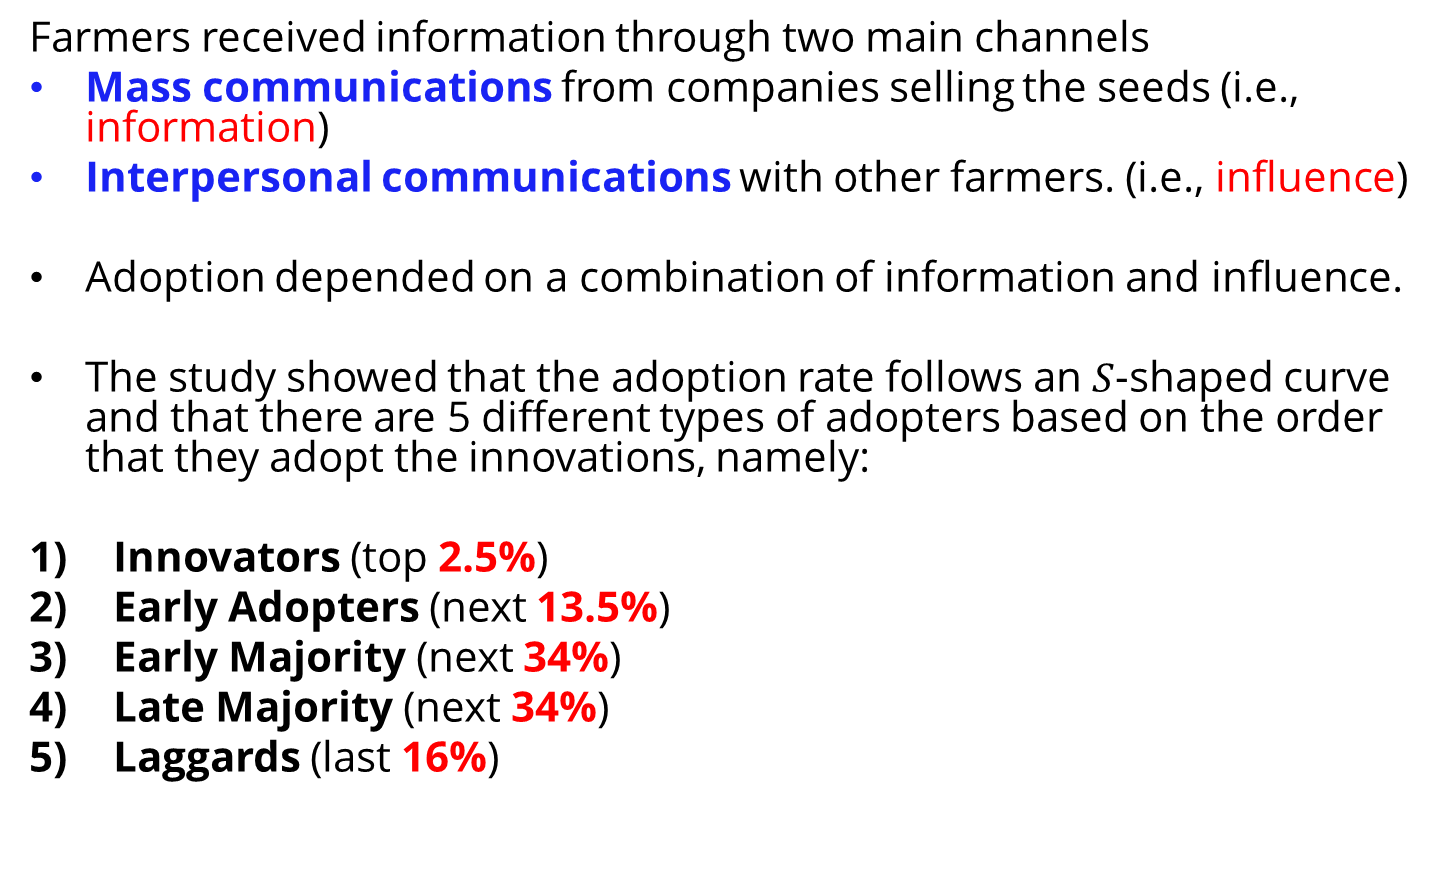 Farmers received information through two main channels
• Mass communications from companies selling the seeds (i.e.,
information)
• Interpersonal communications with other farmers. (i.e., influence)
• Adoption depended on a combination of information and influence.
• The study showed that the adoption rate follows an S-shaped curve
and that there are 5 different types of adopters based on the order
that they adopt the innovations, namely:
1) Innovators (top 2.5%)
2) Early Adopters (next 13.5%)
3) Early Majority (next 34%)
4) Late Majority (next 34%)
5) Laggards (last 16%)